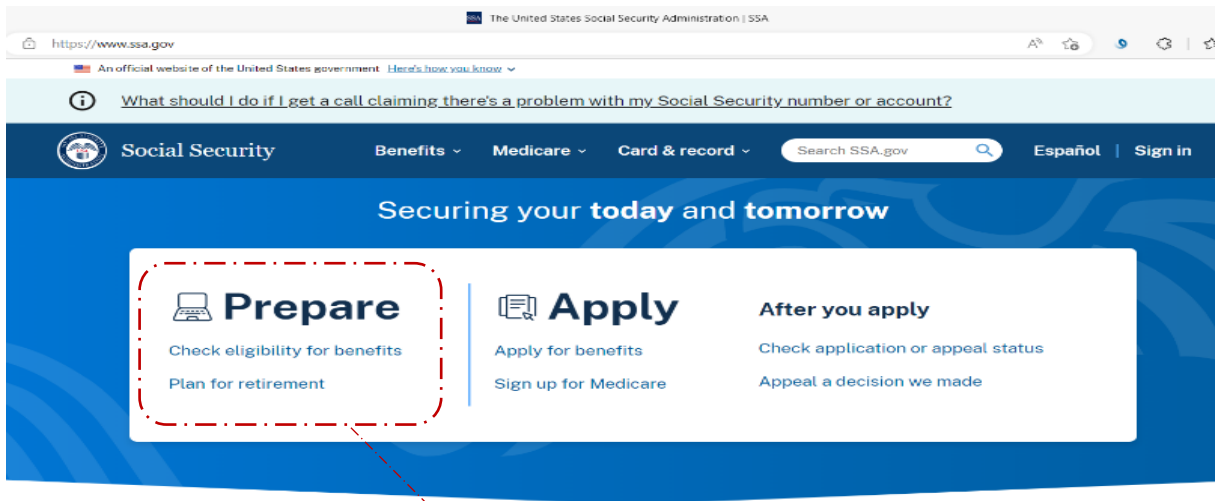 The United States Social Security Administration | SSA
https://www.ssa.gov
An official website of the United States government Here's how you know
What should I do if I get a call claiming there's a problem with my Social Security number or account?
Social Security Benefits Medicare Card & record Search SSA.gov Español | Sign in
Securing your today and tomorrow
Prepare
Check eligibility for benefits
Plan for retirement
Apply
Apply for benefits
Sign up for Medicare
After you apply
Check application or appeal status
Appeal a decision we made